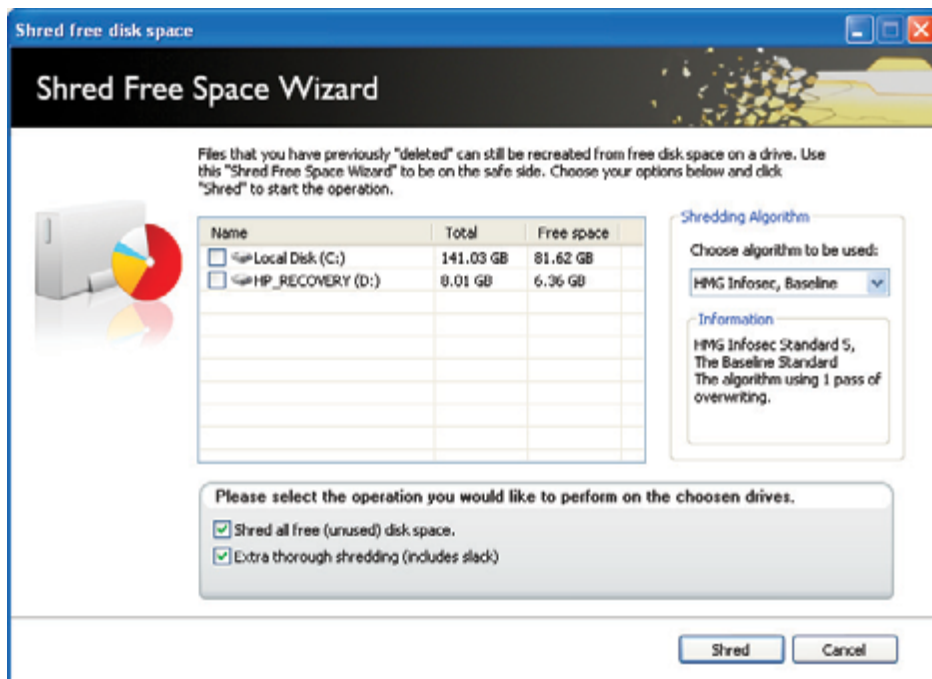 Shred free disk space
Shred Free Space Wizard
Files that you have previously "deleted" can still be recreated from free disk space on a drive. Use
this "Shred Free Space Wizard" to be on the safe side. Choose your options below and click
"Shred" to start the operation.
Name Total Free space
Local Disk (C:) 141.03 GB 81.62 GB
HP_RECOVERY (D:) 8.01 GB 6.36 GB
Shredding Algorithm
Choose algorithm to be used:
HMG Infosec, Baseline
Information
HMG Infosec Standard 5,
The Baseline Standard
The algorithm using 1 pass of
overwriting.
Please select the operation you would like to perform on the choosen drives.
Shred all free (unused) disk space.
Extra thorough shredding (includes slack)
Shred Cancel